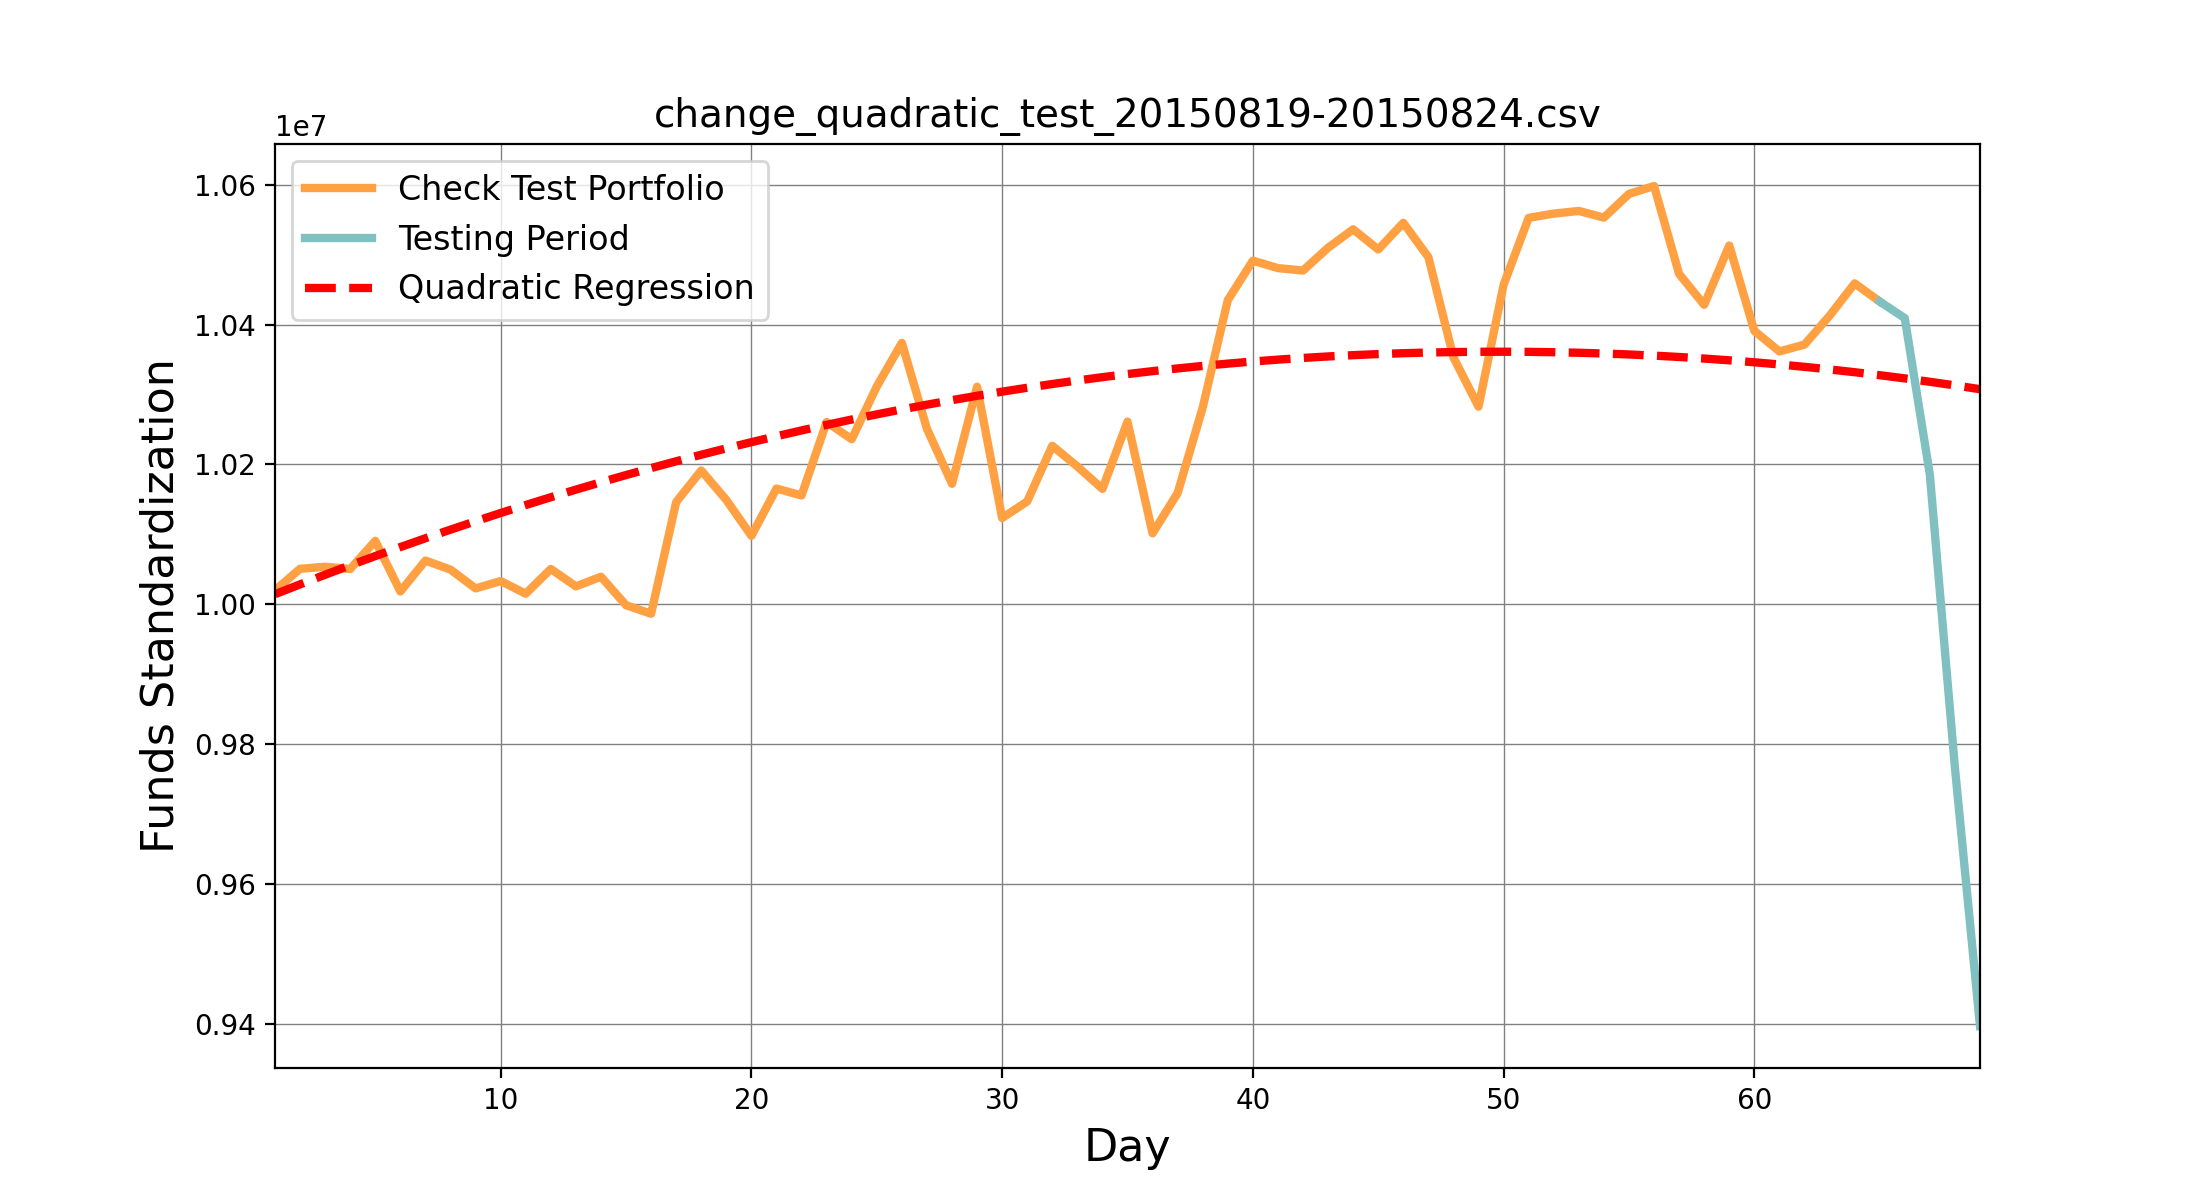 change_quadratic_test_20150819-20150824.csv
1e7
Check Test Portfolio
Testing Period
Quadratic Regression
1.06
1.04
1.02
1.00
0.98
0.96
0.94
Funds Standardization
10 20 30 40 50 60
Day